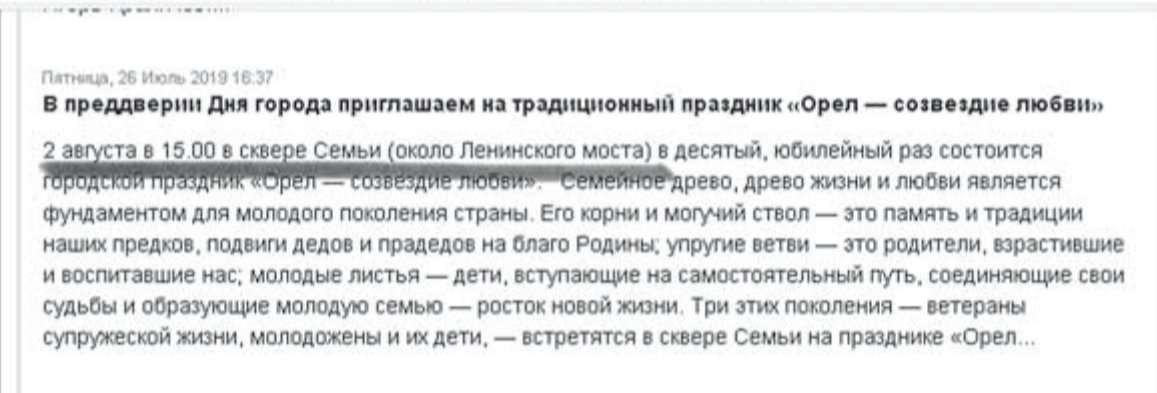 Пятница, 26 Июль 2019 16:37
В преддверии Дня города приглашаем на традиционный праздник «Орел — созвездие любви»
2 августа в 15.00 в сквере Семьи (около Ленинского моста) в десятый, юбилейный раз состоится
городской праздник «Орел — созвездие любви». Семейное древо, древо жизни и любви является
фундаментом для молодого поколения страны. Его корни и могучий ствол — это память и традиции
наших предков, подвиги дедов и прадедов на благо Родины; упругие ветви — это родители, взрастившие
и воспитавшие нас; молодые листья — дети, вступающие на самостоятельный путь, соединяющие свои
судьбы и образующие молодую семью — росток новой жизни. Три этих поколения — ветераны
супружеской жизни, молодожены и их дети, — встретятся в сквере Семьи на празднике «Орел...